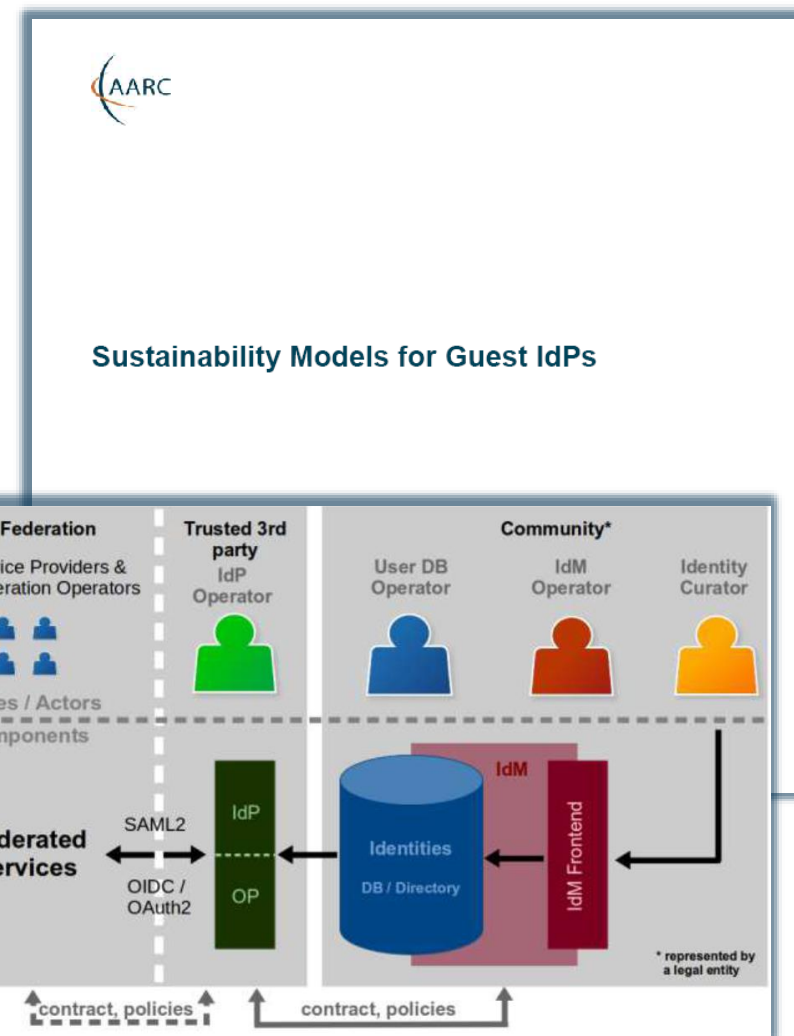 AARC
Sustainability Models for Guest IdPs
Federation
Trusted 3rd
party
Community*
ice Providers &
eration Operators
IdP
Operator
User DB
Operator
IdM
Operator
Identity
Curator
es / Actors
mponents
IdM
SAML2
IdP
derated
ervices
Identities
IdM Frontend
OIDC /
OAuth2
OP
DB / Directory
* represented by
a legal entity
contract, policies
contract, policies